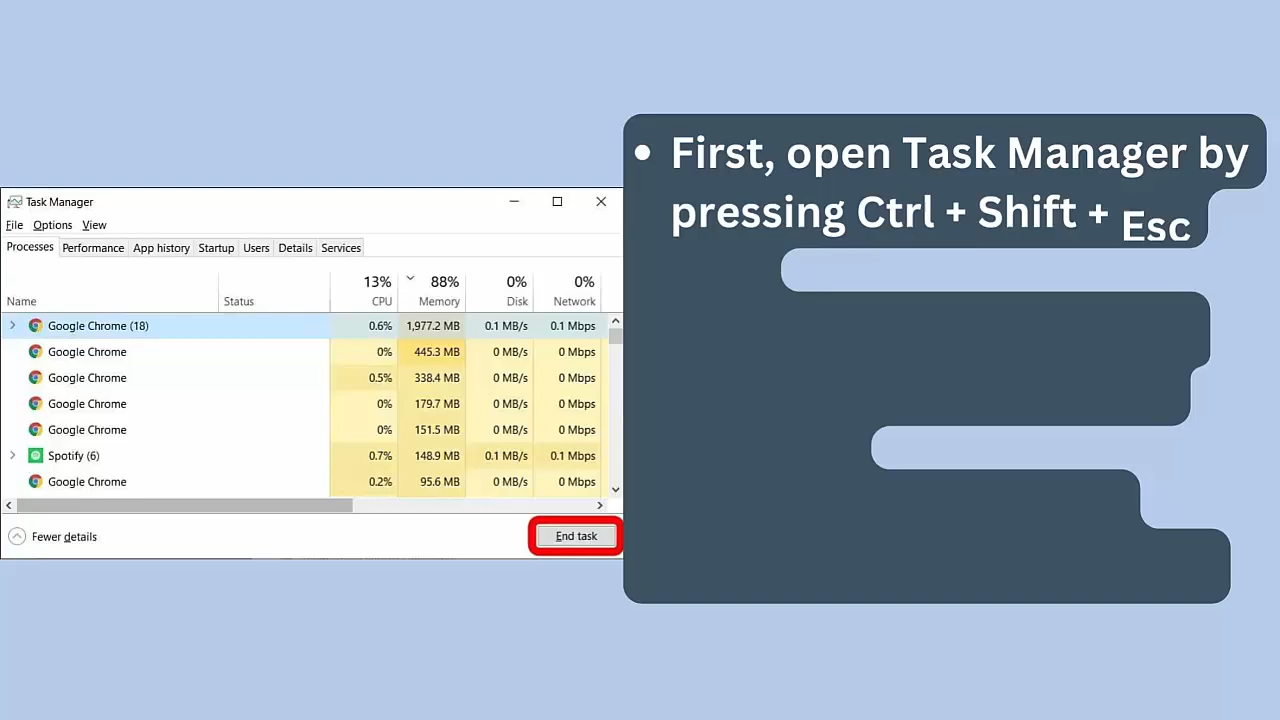 Task Manager
File Options View
Processes Performance App history Startup Users Details Services
13% 88% 0% 0%
Name Status CPU Memory Disk Network
Google Chrome (18) 0.6% 1,977.2 MB 0.1 MB/s 0.1 Mbps
Google Chrome 0% 445.3 MB 0 MB/s 0 Mbps
Google Chrome 0.5% 338.4 MB 0 MB/s 0 Mbps
Google Chrome 0% 179.7 MB 0 MB/s 0 Mbps
Google Chrome 0% 151.5 MB 0 MB/s 0 Mbps
Spotify (6) 0.7% 148.9 MB 0.1 MB/s 0.1 Mbps
Google Chrome 0.2% 95.6 MB 0 MB/s 0 Mbps
Fewer details End task
• First, open Task Manager by
pressing Ctrl + Shift + Esc